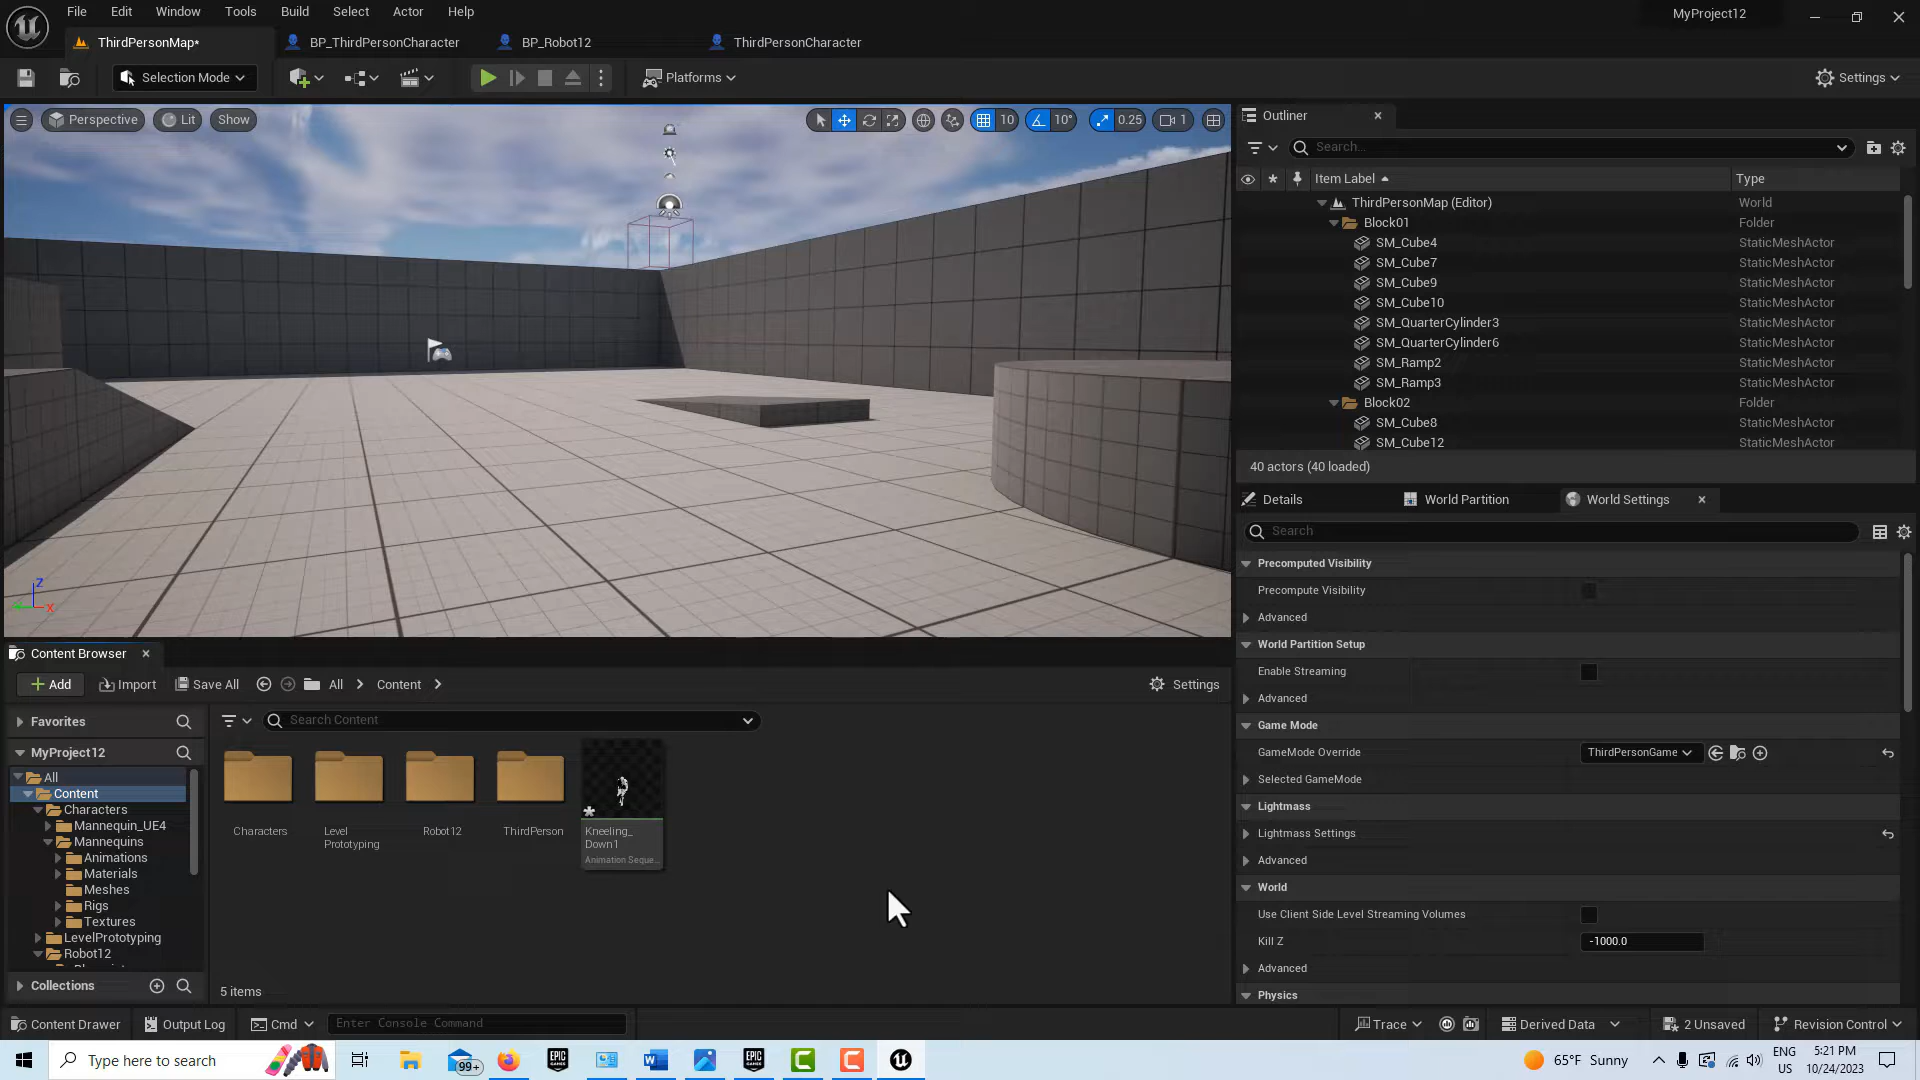 File Edit Window Tools Build Select Actor Help
MyProject12
ThirdPersonMap*
BP_ThirdPersonCharacter
BP_Robot12
ThirdPersonCharacter
Selection Mode
Platforms
Settings
Perspective
Lit
Show
10
10°
0.25
1
Outliner
Search...
Item Label
Type
ThirdPersonMap (Editor) World
Block01 Folder
SM_Cube4 StaticMeshActor
SM_Cube7 StaticMeshActor
SM_Cube9 StaticMeshActor
SM_Cube10 StaticMeshActor
SM_QuarterCylinder3 StaticMeshActor
SM_QuarterCylinder6 StaticMeshActor
SM_Ramp2 StaticMeshActor
SM_Ramp3 StaticMeshActor
Block02 Folder
SM_Cube8 StaticMeshActor
SM_Cube12 StaticMeshActor
40 actors (40 loaded)
Details
World Partition
World Settings
Search
Precomputed Visibility
Precompute Visibility
Advanced
World Partition Setup
Enable Streaming
Advanced
Game Mode
GameMode Override ThirdPersonGame
Selected GameMode
Lightmass
Lightmass Settings
Advanced
World
Use Client Side Level Streaming Volumes
Kill Z -1000.0
Advanced
Physics
Z
X
Content Browser
Add
Import
Save All
All
Content
Settings
Favorites
Search Content
MyProject12
All
Content
Characters
Mannequin_UE4
Mannequins
Animations
Materials
Meshes
Rigs
Textures
LevelPrototyping
Robot12
Collections
Characters
Level
Prototyping
Robot12
ThirdPerson
Kneeling_
Down1
Animation Seque...
5 items
Content Drawer
Output Log
Cmd
Enter Console Command
Trace
Derived Data
2 Unsaved
Revision Control
Type here to search
99+
65°F Sunny
ENG
US
5:21 PM
10/24/2023